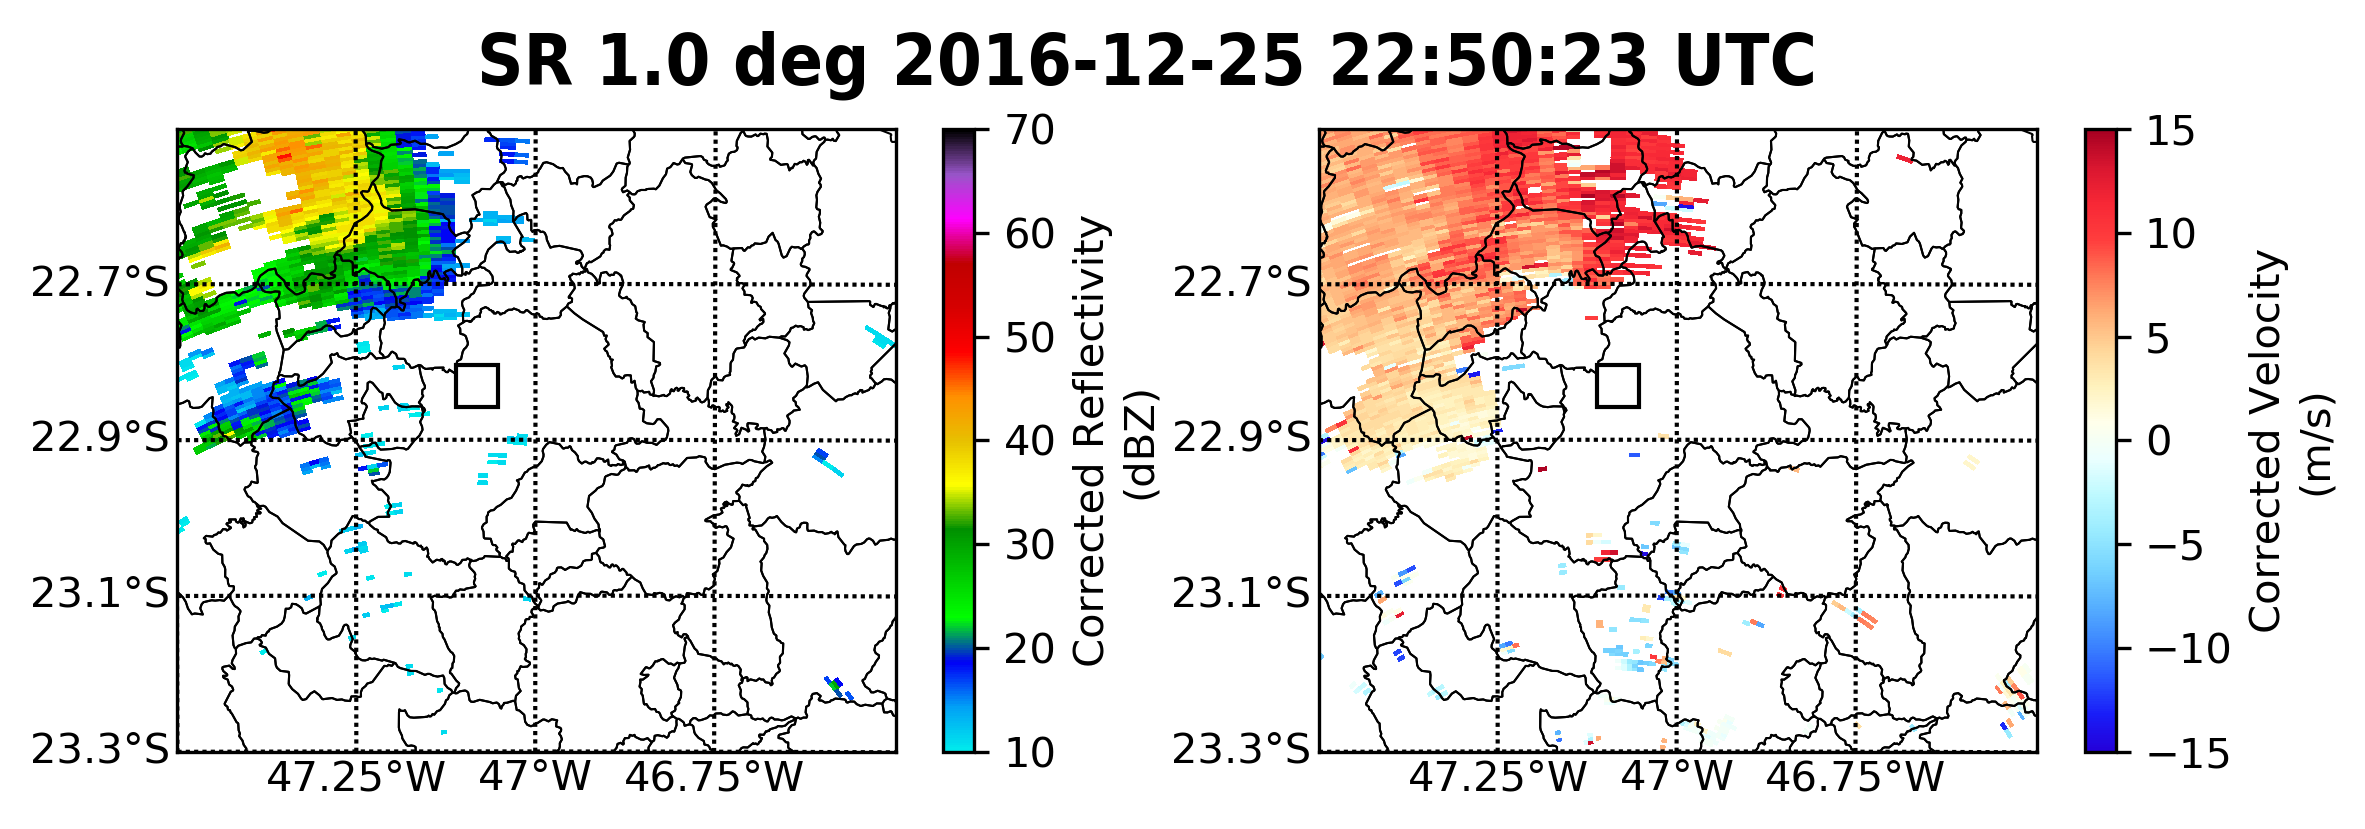 SR 1.0 deg 2016-12-25 22:50:23 UTC
22.7°S
22.9°S
23.1°S
23.3°S
47.25°W
47°W
46.75°W
70
60
50
40
30
20
10
Corrected Reflectivity
(dBZ)
22.7°S
22.9°S
23.1°S
23.3°S
47.25°W
47°W
46.75°W
15
10
5
0
−5
−10
−15
Corrected Velocity
(m/s)